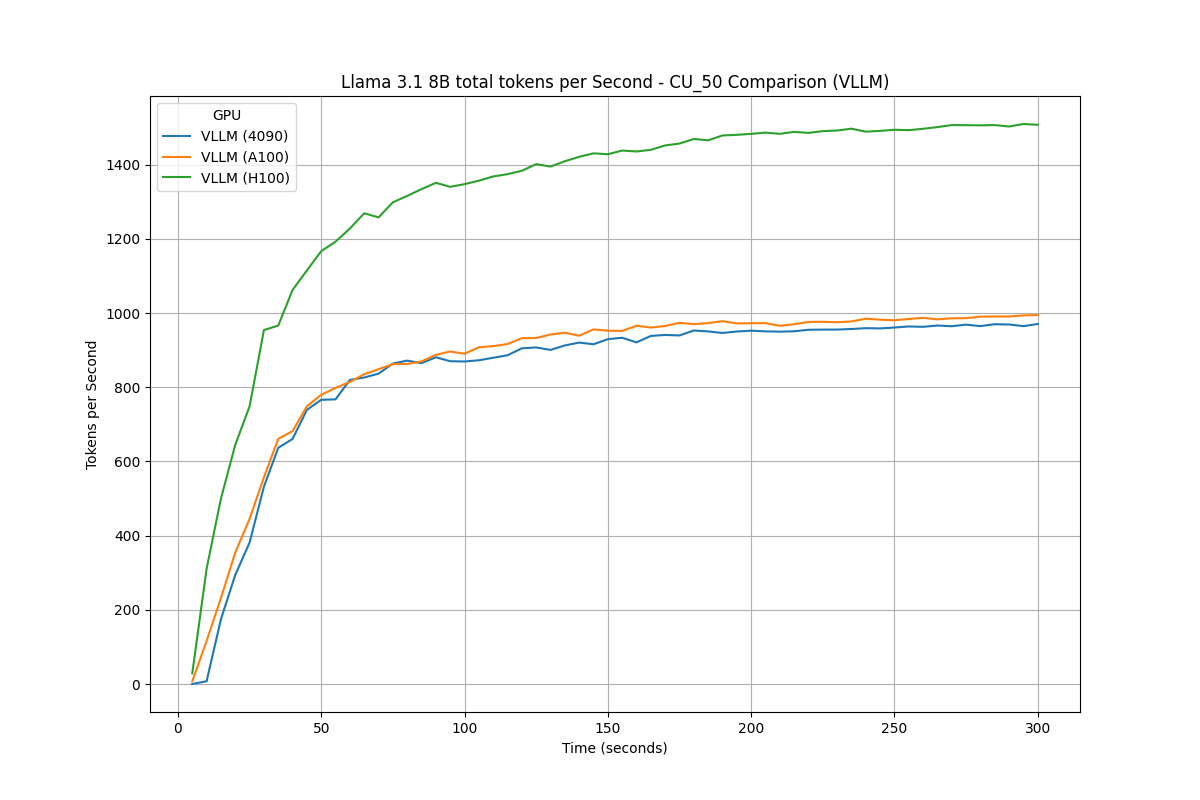 Llama 3.1 8B total tokens per Second - CU_50 Comparison (VLLM)
GPU
VLLM (4090)
VLLM (A100)
VLLM (H100)
Tokens per Second
1400
1200
1000
800
600
400
200
0
0 50 100 150 200 250 300
Time (seconds)